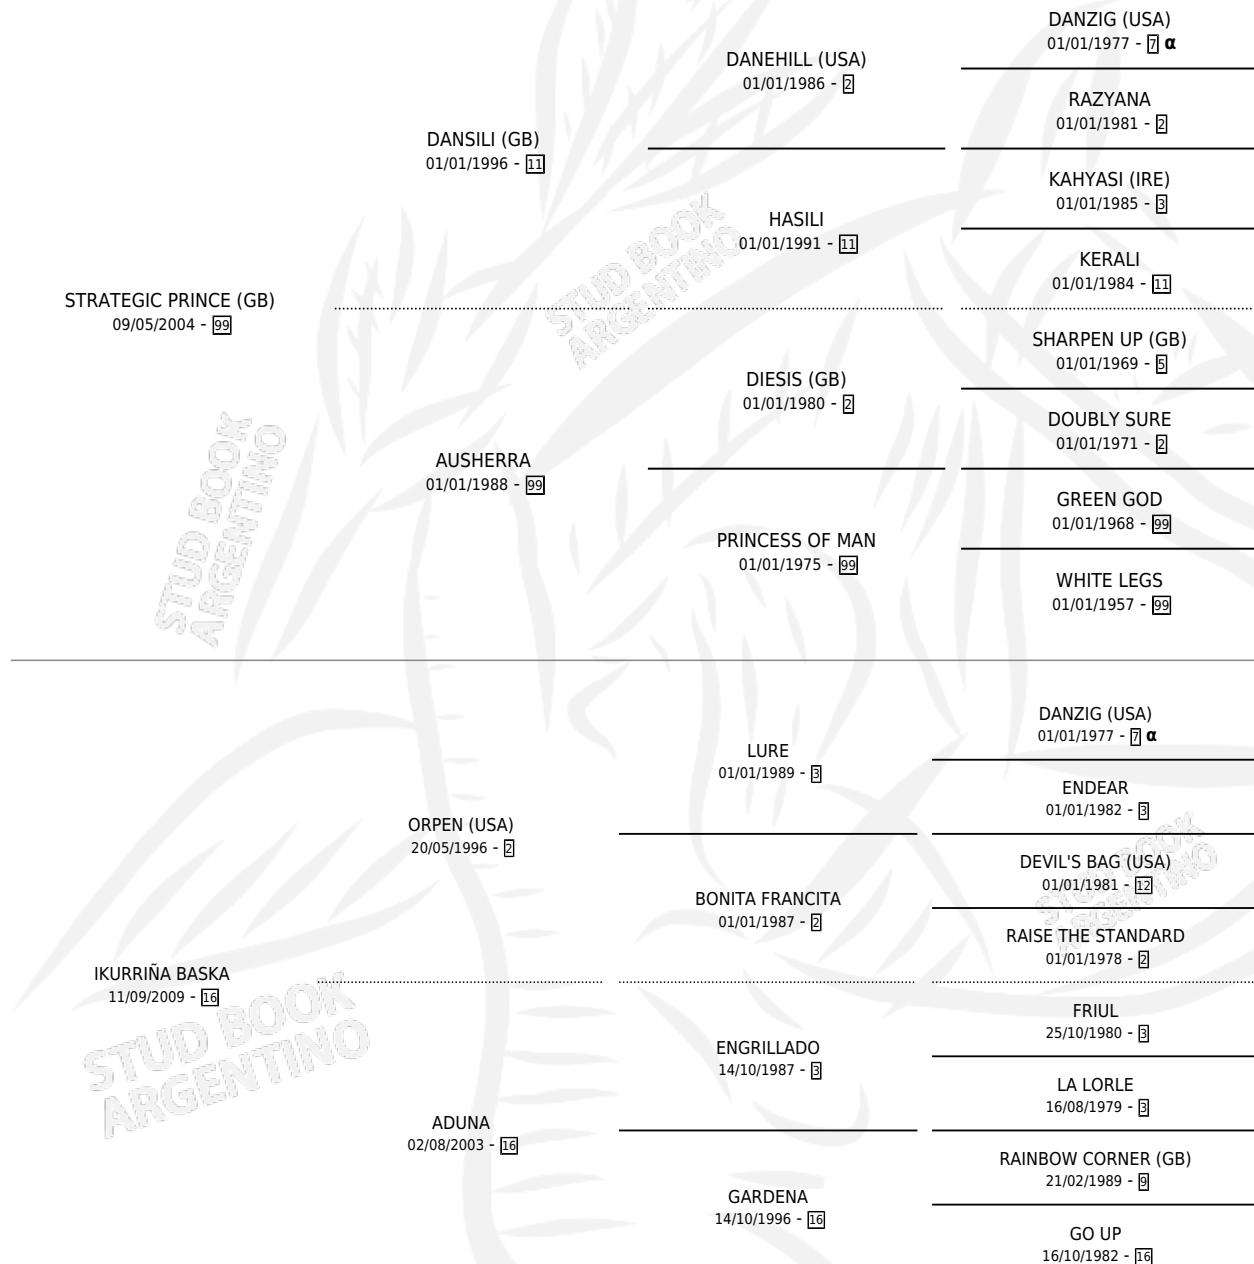 DANZIG (USA)
01/01/1977 - 7 α
DANEHILL (USA)
01/01/1986 - 2
RAZYANA
01/01/1981 - 2
DANSILI (GB)
01/01/1996 - 11
KAHYASI (IRE)
01/01/1985 - 3
HASILI
01/01/1991 - 11
KERALI
01/01/1984 - 11
STRATEGIC PRINCE (GB)
09/05/2004 - 99
STUD BOOK
ARGENTINO
SHARPEN UP (GB)
01/01/1969 - 5
DIESIS (GB)
01/01/1980 - 2
DOUBLY SURE
01/01/1971 - 2
AUSHERRA
01/01/1988 - 99
GREEN GOD
01/01/1968 - 99
PRINCESS OF MAN
01/01/1975 - 99
WHITE LEGS
01/01/1957 - 99
STUD BOOK
ARGENTINO
DANZIG (USA)
01/01/1977 - 7 α
LURE
01/01/1989 - 3
ENDEAR
01/01/1982 - 3
ORPEN (USA)
20/05/1996 - 2
DEVIL'S BAG (USA)
01/01/1981 - 12
BONITA FRANCITA
01/01/1987 - 2
RAISE THE STANDARD
01/01/1978 - 2
STUD BOOK
ARGENTINO
IKURRIÑA BASKA
11/09/2009 - 16
STUD BOOK
ARGENTINO
FRIUL
25/10/1980 - 3
ENGRILLADO
14/10/1987 - 3
LA LORLE
16/08/1979 - 3
ADUNA
02/08/2003 - 16
RAINBOW CORNER (GB)
21/02/1989 - 9
GARDENA
14/10/1996 - 16
GO UP
16/10/1982 - 16